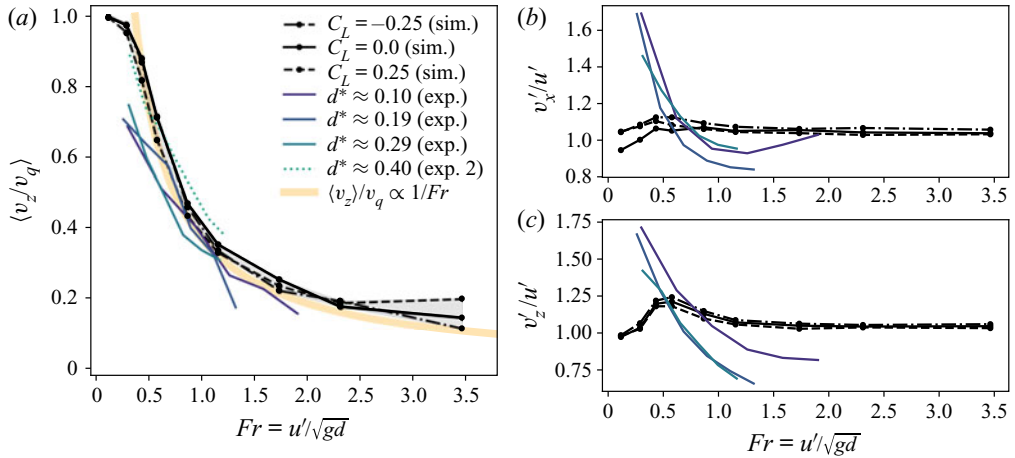 (a)
1.0
0.8
0.6
0.4
0.2
0
⟨v_z/v_q⟩
C_L = −0.25 (sim.)
C_L = 0.0 (sim.)
C_L = 0.25 (sim.)
d* ≈ 0.10 (exp.)
d* ≈ 0.19 (exp.)
d* ≈ 0.29 (exp.)
d* ≈ 0.40 (exp. 2)
⟨v_z⟩/v_q ∝ 1/Fr
0 0.5 1.0 1.5 2.0 2.5 3.0 3.5
Fr = u′/√gd
(b)
1.6
1.4
1.2
1.0
0.8
v′_x/u′
0 0.5 1.0 1.5 2.0 2.5 3.0 3.5
(c)
1.75
1.50
1.25
1.00
0.75
v′_z/u′
0 0.5 1.0 1.5 2.0 2.5 3.0 3.5
Fr = u′/√gd